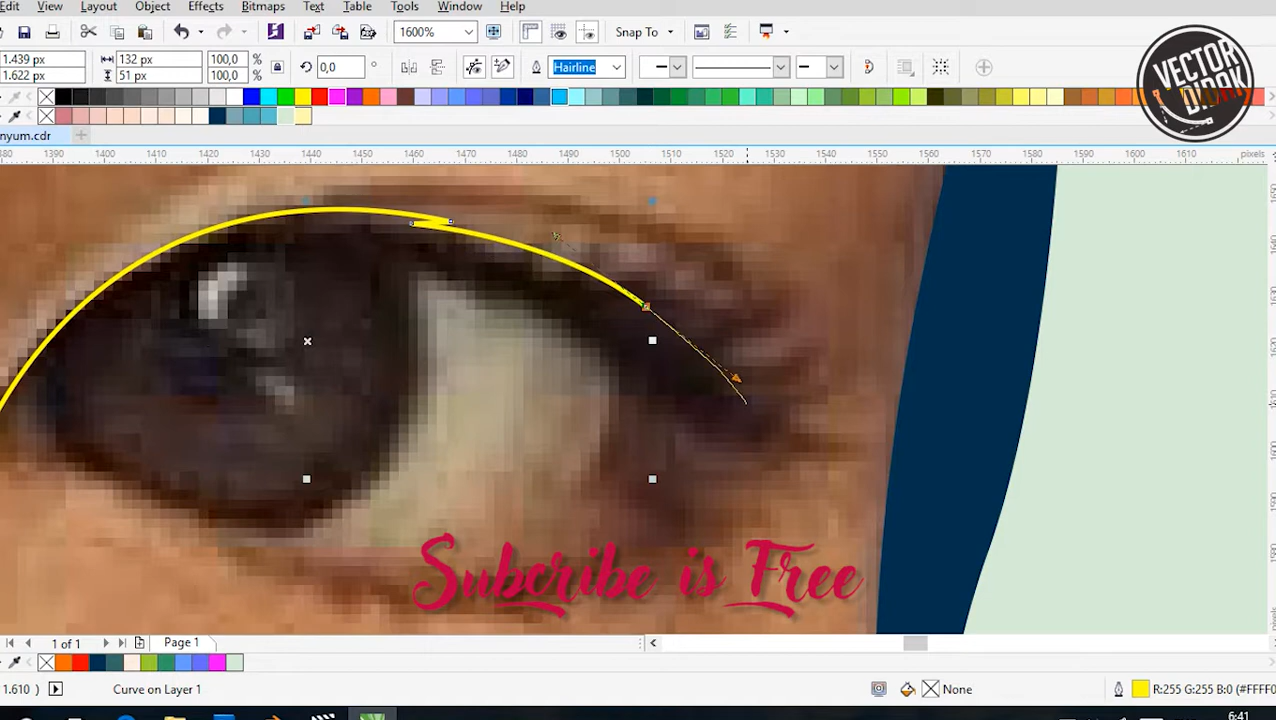 Edit View Layout Object Effects Bitmaps Text Table Tools Window Help
1600% Snap To
1.439 px 132 px 100,0 % 0,0 ° Hairline
1.622 px 51 px 100,0 %
VECTOR
DIDIK
nyum.cdr
1390 1400 1410 1420 1430 1440 1450 1460 1470 1480 1490 1500 1510 1520 1530 1540 1550 1560 1570 1580 1590 1600 1610 pixels
Subcribe is Free
1 of 1 Page 1
1.610 ) Curve on Layer 1 None R:255 G:255 B:0 (#FFFF0
6:41